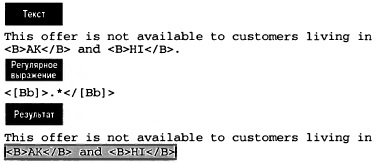 Текст
This offer is not available to customers living in
<B>AK</B> and <B>HI</B>.
Регулярное
выражение
<[Bb]>.*</[Bb]>
Результат
This offer is not available to customers living in
<B>AK</B> and <B>HI</B>